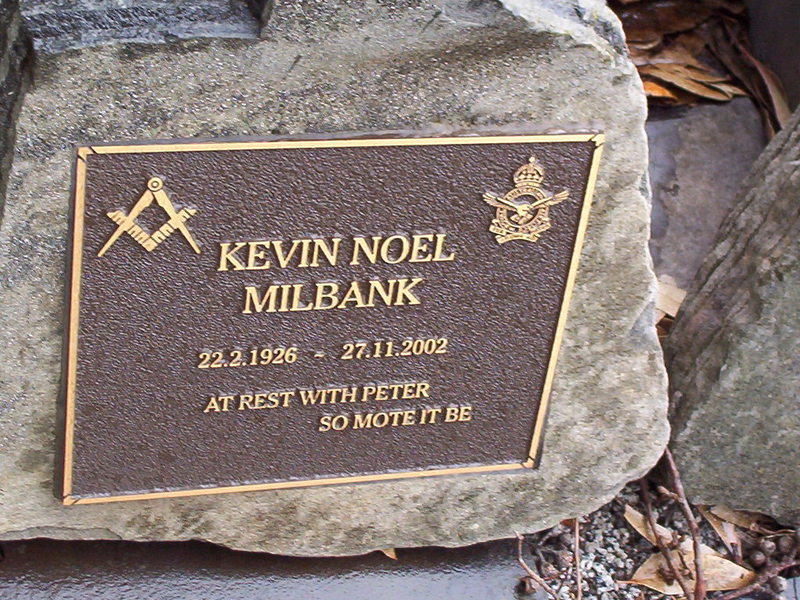 KEVIN NOEL
MILBANK
22.2.1926 - 27.11.2002
AT REST WITH PETER
SO MOTE IT BE